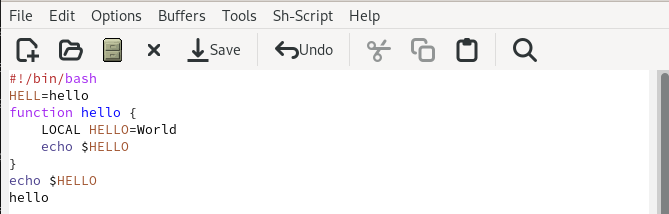 File Edit Options Buffers Tools Sh-Script Help
Save Undo
#!/bin/bash
HELL=hello
function hello {
    LOCAL HELLO=World
    echo $HELLO
}
echo $HELLO
hello